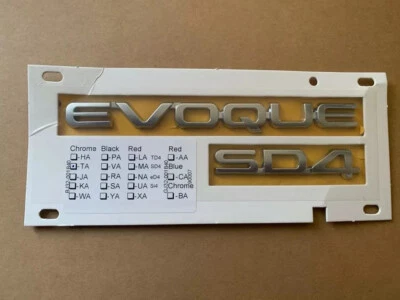 EVOQUE
SD4
Chrome Black Red Red
-HA -PA -LA TD4 -AA
-TA -VA -MA SD4 Blue
-JA -RA -NA eD4 -CA
-KA -SA -UA Si4 Chrome
-WA -YA -XA -BA